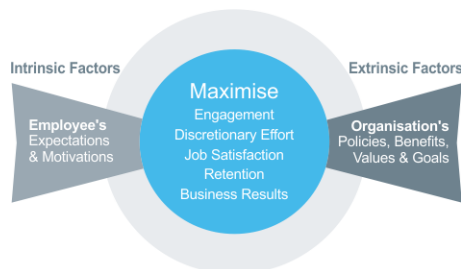 Intrinsic Factors
Extrinsic Factors
Employee's
Expectations
& Motivations
Maximise
Engagement
Discretionary Effort
Job Satisfaction
Retention
Business Results
Organisation's
Policies, Benefits,
Values & Goals